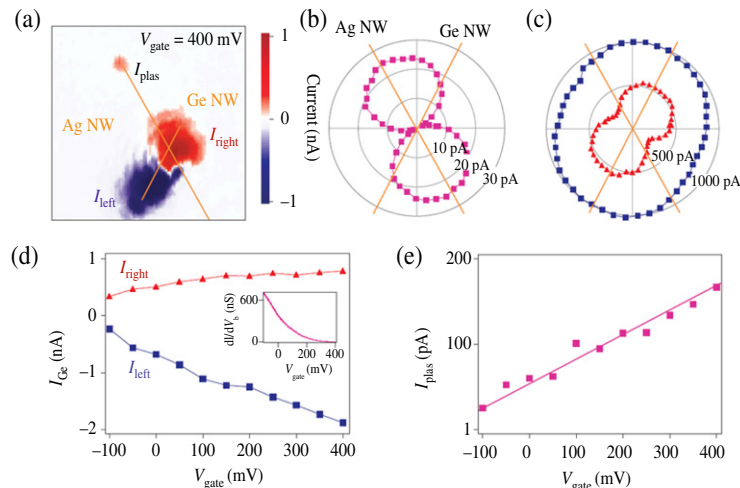 (a)
V_gate = 400 mV
I_plas
Ge NW
Ag NW
I_right
I_left
1
0
−1
Current (nA)
(b)
Ag NW
Ge NW
10 pA
20 pA
30 pA
(c)
500 pA
1000 pA
(d)
1
0
−1
−2
I_Ge (nA)
I_right
I_left
600
0
dI/dV_b (nS)
0
200
400
V_gate (mV)
−100
0
100
200
300
400
V_gate (mV)
(e)
200
100
1
I_plas (pA)
−100
0
100
200
300
400
V_gate (mV)